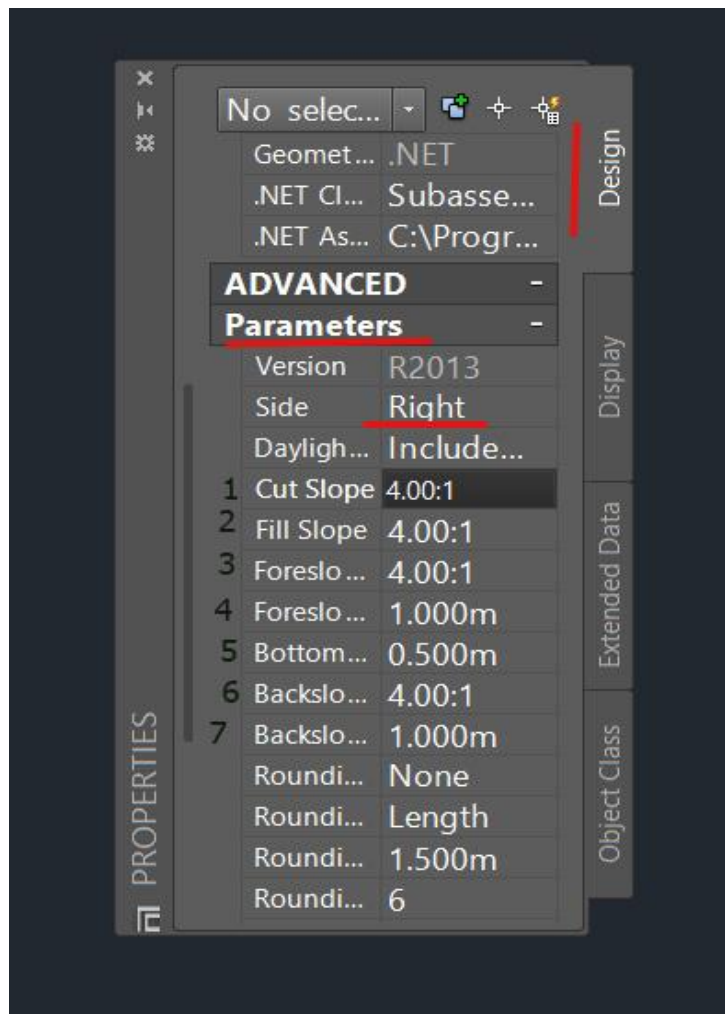 No selec...
Geomet... .NET
.NET Cl... Subasse...
.NET As... C:\Progr...
ADVANCED -
Parameters -
Version R2013
Side Right
Dayligh... Include...
1 Cut Slope 4.00:1
2 Fill Slope 4.00:1
3 Foreslo... 4.00:1
4 Foreslo... 1.000m
5 Bottom... 0.500m
6 Backslo... 4.00:1
7 Backslo... 1.000m
Roundi... None
Roundi... Length
Roundi... 1.500m
Roundi... 6
PROPERTIES
Design
Display
Extended Data
Object Class